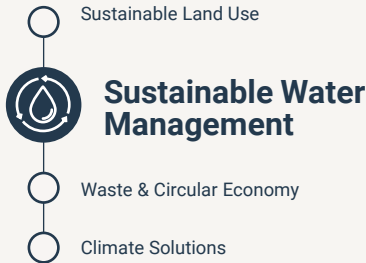 Sustainable Land Use
Sustainable Water
Management
Waste & Circular Economy
Climate Solutions